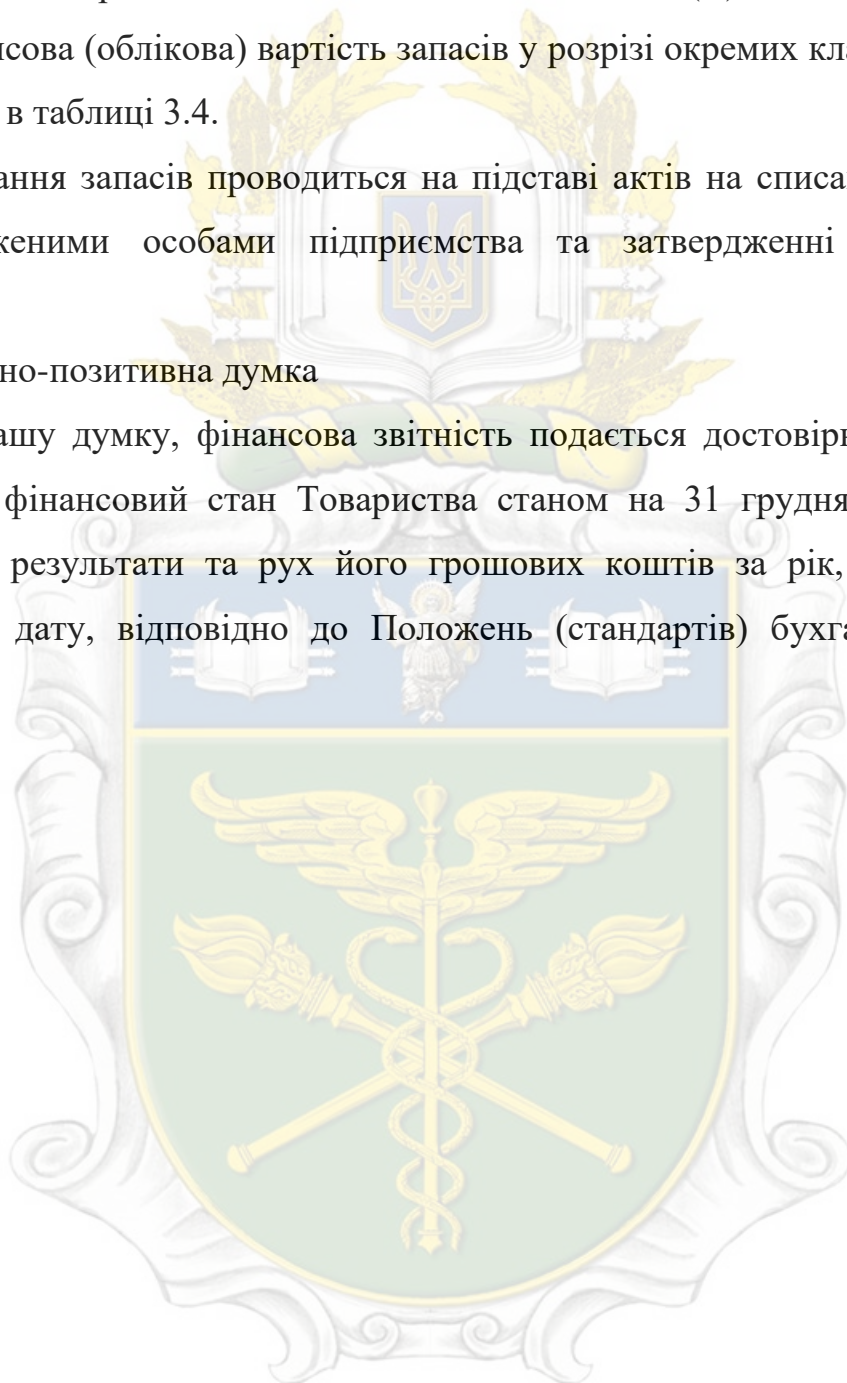 сова (облікова) вартість запасів у розрізі окремих кла
в таблиці 3.4.
ання запасів проводиться на підставі актів на списа
женими особами підприємства та затвердженні
но-позитивна думка
ашу думку, фінансова звітність подається достовірн
фінансовий стан Товариства станом на 31 грудня
результати та рух його грошових коштів за рік,
дату, відповідно до Положень (стандартів) бухга